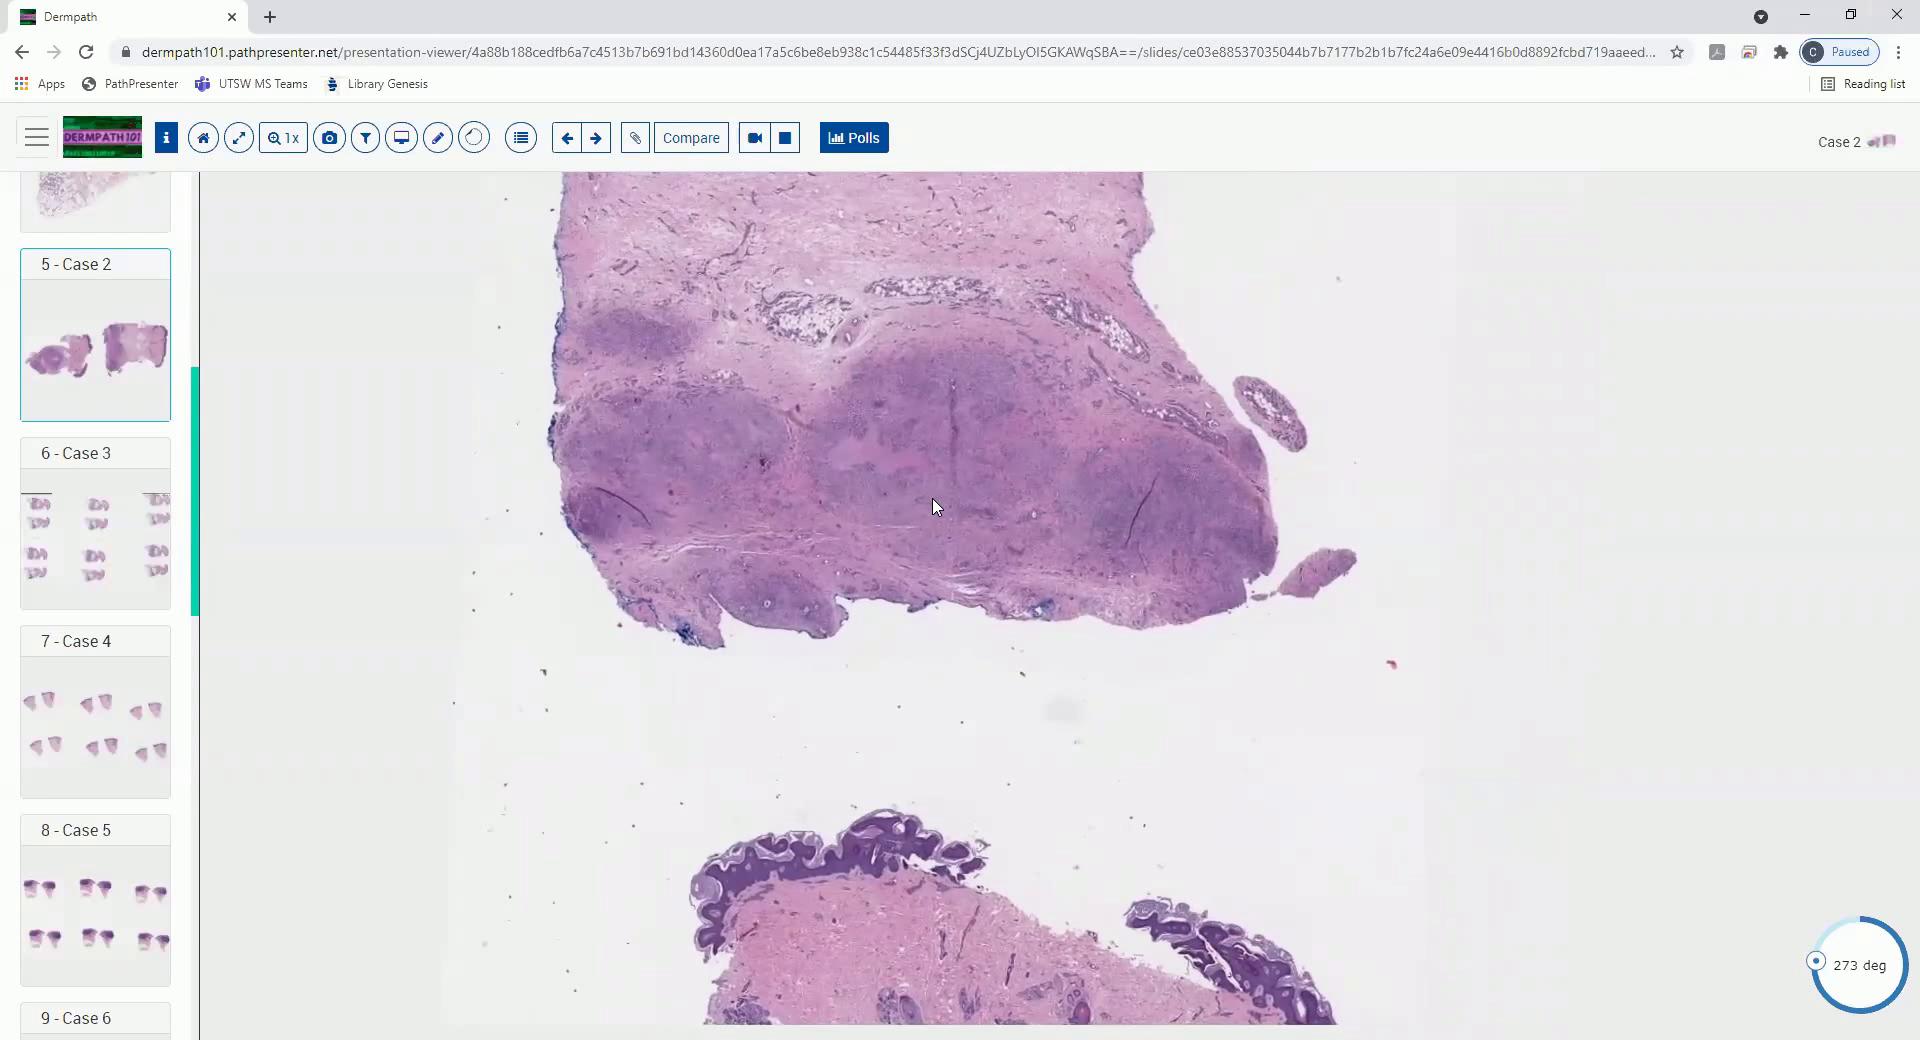 Dermpath
dermpath101.pathpresenter.net/presentation-viewer/4a88b188cedfb6a7c4513b7b691bd14360d0ea17a5c6be8eb938c1c54485f33f3dSCj4UZbLyOI5GKAWqSBA==/slides/ce03e88537035044b7b7177b2b1b7fc24a6e09e4416b0d8892fcbd719aaeed...
C Paused
Apps PathPresenter UTSW MS Teams Library Genesis Reading list
DERMPATH 101 1x Compare Polls Case 2
5 - Case 2
6 - Case 3
7 - Case 4
8 - Case 5
9 - Case 6
273 deg